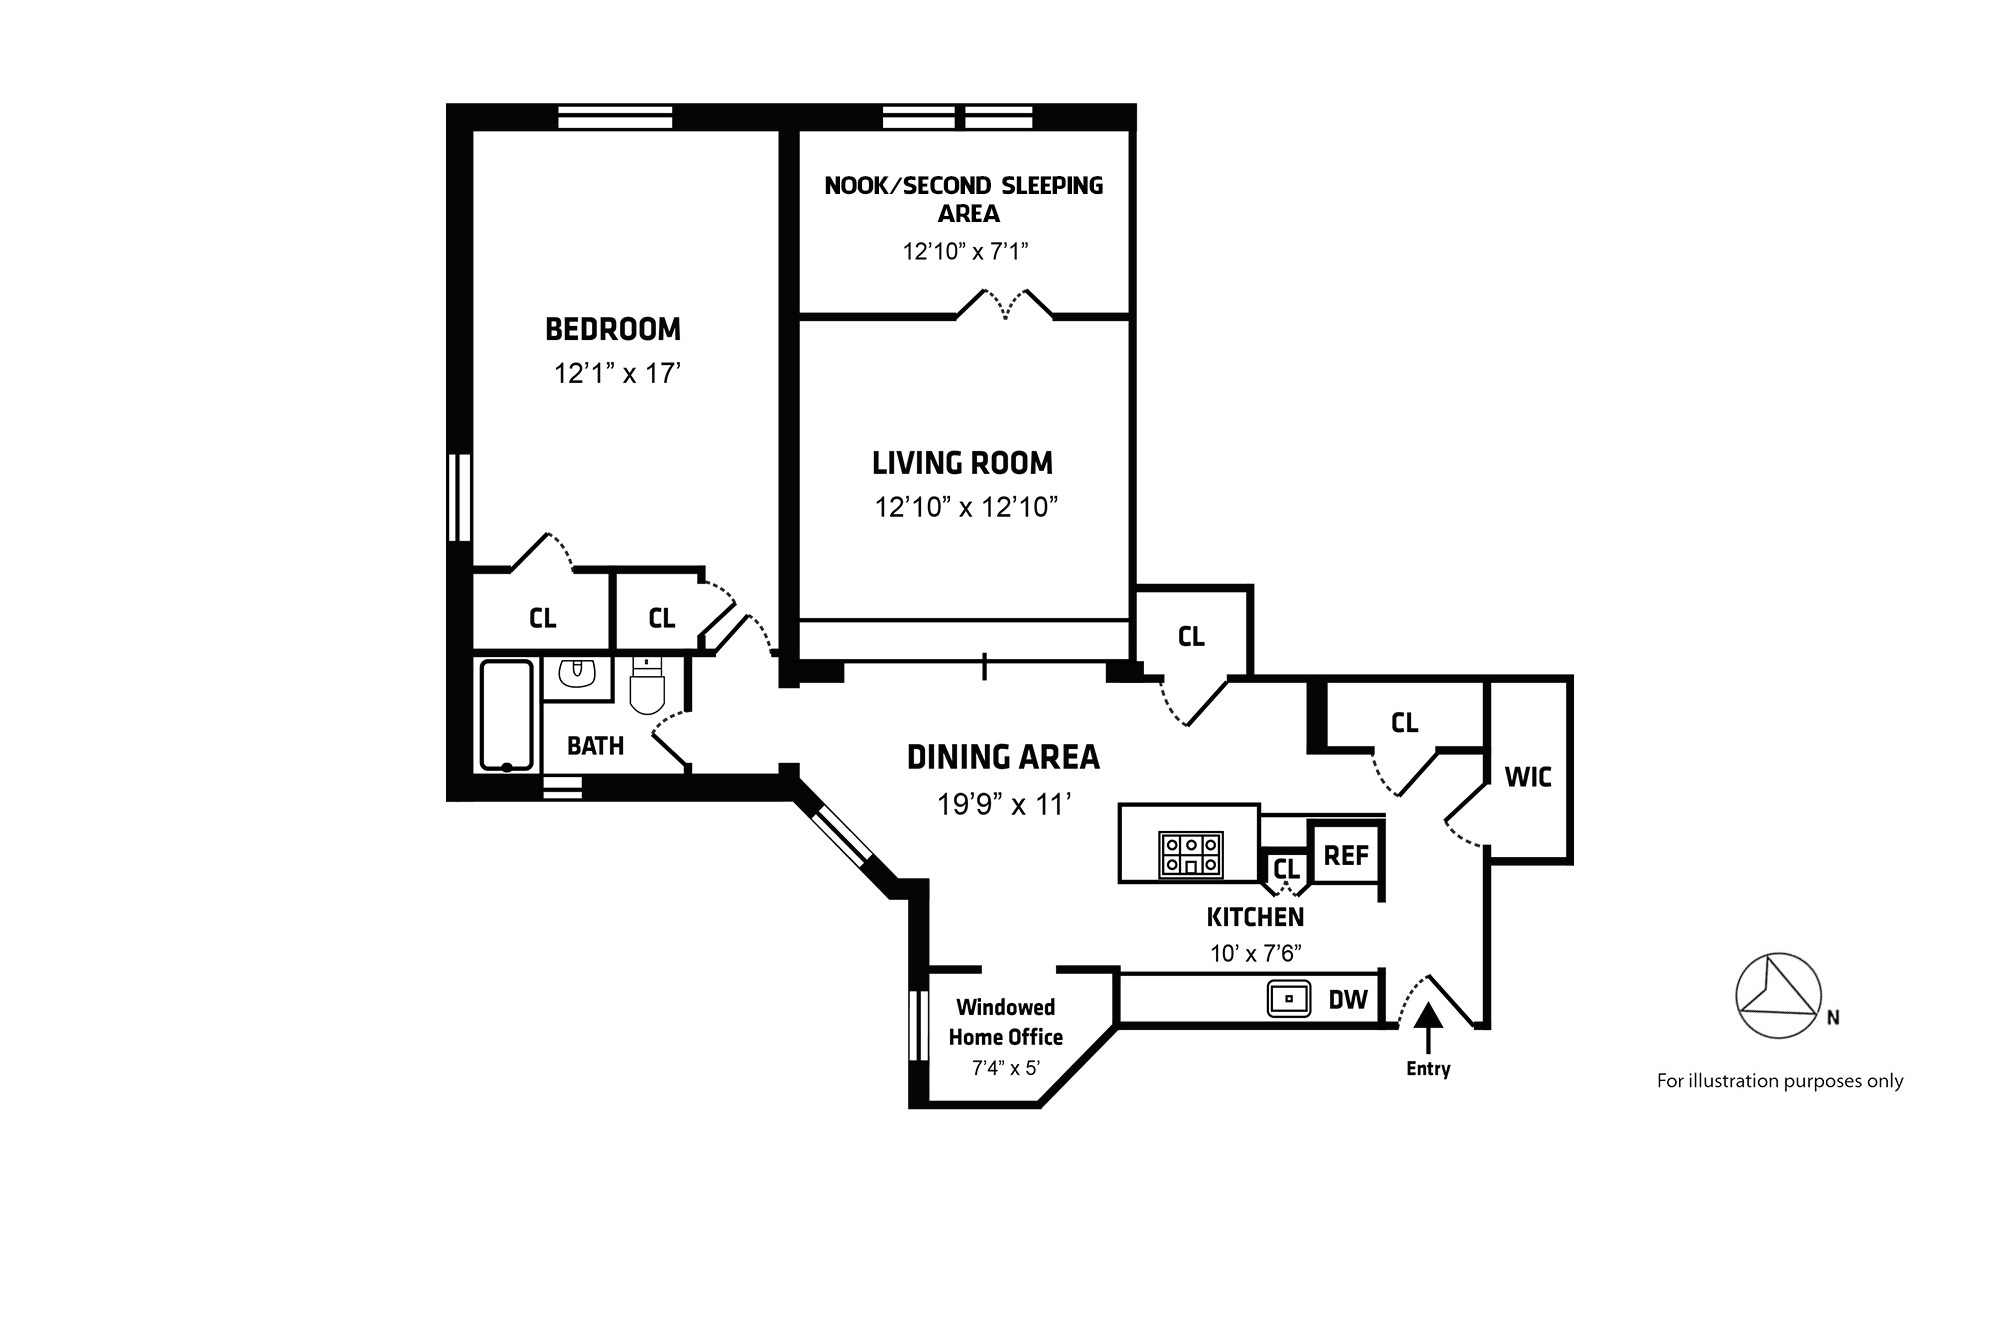 NOOK/SECOND SLEEPING
AREA
12'10” x 7'1”
BEDROOM
12'1” x 17'
LIVING ROOM
12'10” x 12'10”
CL
CL
CL
CL
BATH
DINING AREA
19'9” x 11'
WIC
CL
REF
KITCHEN
10' x 7'6”
DW
Windowed
Home Office
7'4” x 5'
Entry
N
For illustration purposes only